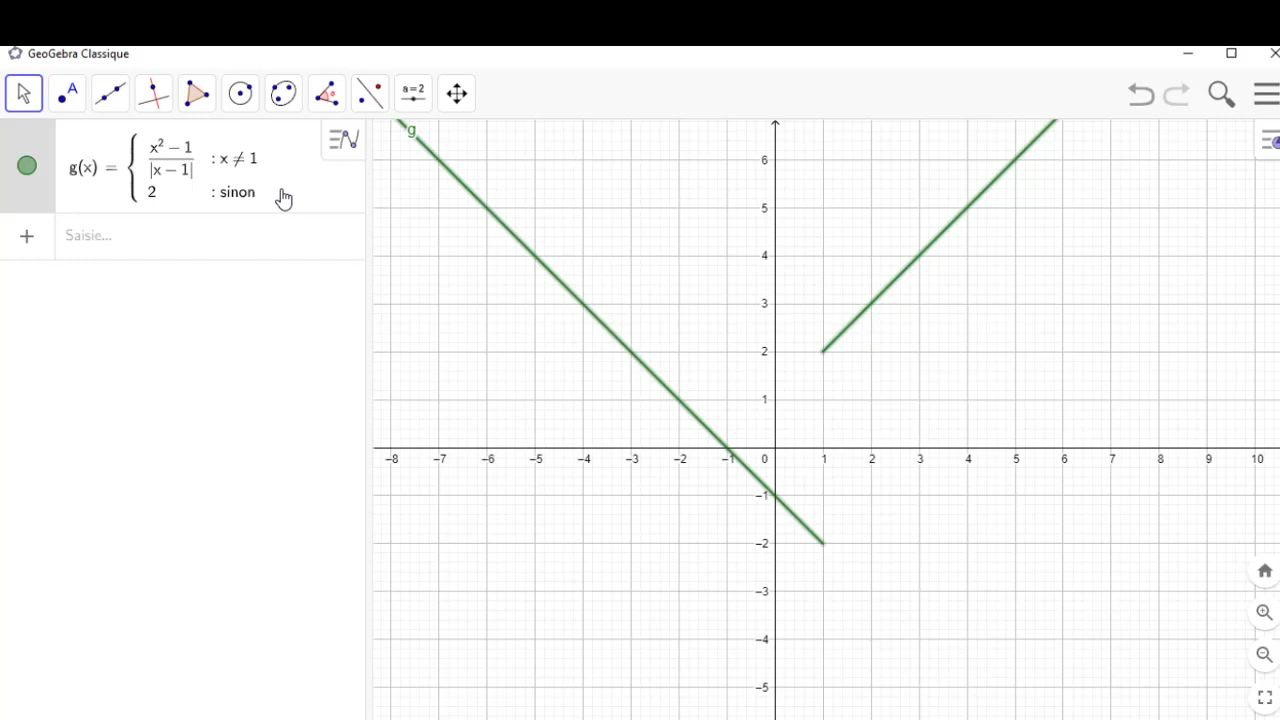 GeoGebra Classique
A
a=2
g(x) = { x² − 1 / |x − 1| : x ≠ 1
2 : sinon
Saisie...
g
6
5
4
3
2
1
−8 −7 −6 −5 −4 −3 −2 −1 0 1 2 3 4 5 6 7 8 9 10
−1
−2
−3
−4
−5